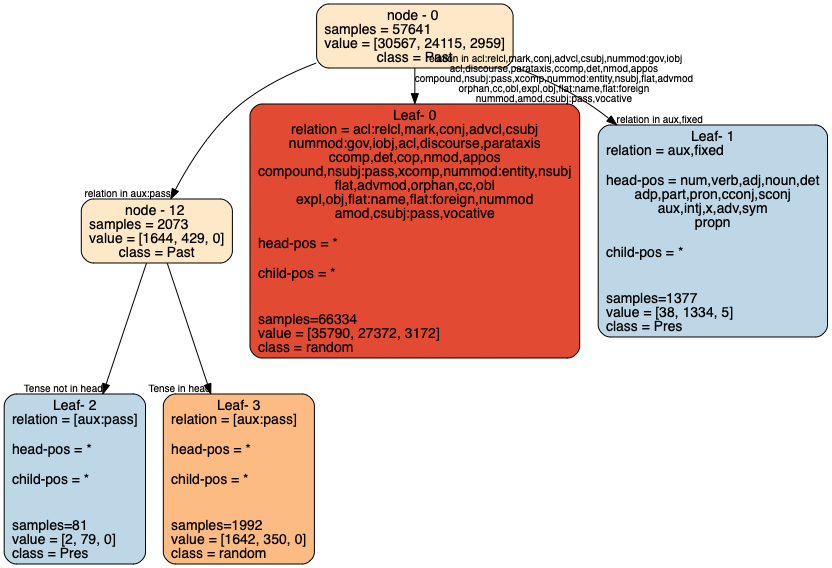 node - 0
samples = 57641
value = [30567, 24115, 2959]
class = Past
relation in acl:relcl,mark,conj,advcl,csubj,nummod:gov,iobj
acl,discourse,parataxis,ccomp,det,nmod,appos
compound,nsubj:pass,xcomp,nummod:entity,nsubj,flat,advmod
orphan,cc,obl,expl,obj,flat:name,flat:foreign
nummod,amod,csubj:pass,vocative
Leaf- 0
relation = acl:relcl,mark,conj,advcl,csubj
nummod:gov,iobj,acl,discourse,parataxis
ccomp,det,cop,nmod,appos
compound,nsubj:pass,xcomp,nummod:entity,nsubj
flat,advmod,orphan,cc,obl
expl,obj,flat:name,flat:foreign,nummod
amod,csubj:pass,vocative
head-pos = *
child-pos = *
samples=66334
value = [35790, 27372, 3172]
class = random
relation in aux,fixed
Leaf- 1
relation = aux,fixed
head-pos = num,verb,adj,noun,det
adp,part,pron,cconj,sconj
aux,intj,x,adv,sym
propn
child-pos = *
samples=1377
value = [38, 1334, 5]
class = Pres
relation in aux:pass
node - 12
samples = 2073
value = [1644, 429, 0]
class = Past
Tense not in head
Leaf- 2
relation = [aux:pass]
head-pos = *
child-pos = *
samples=81
value = [2, 79, 0]
class = Pres
Tense in head
Leaf- 3
relation = [aux:pass]
head-pos = *
child-pos = *
samples=1992
value = [1642, 350, 0]
class = random